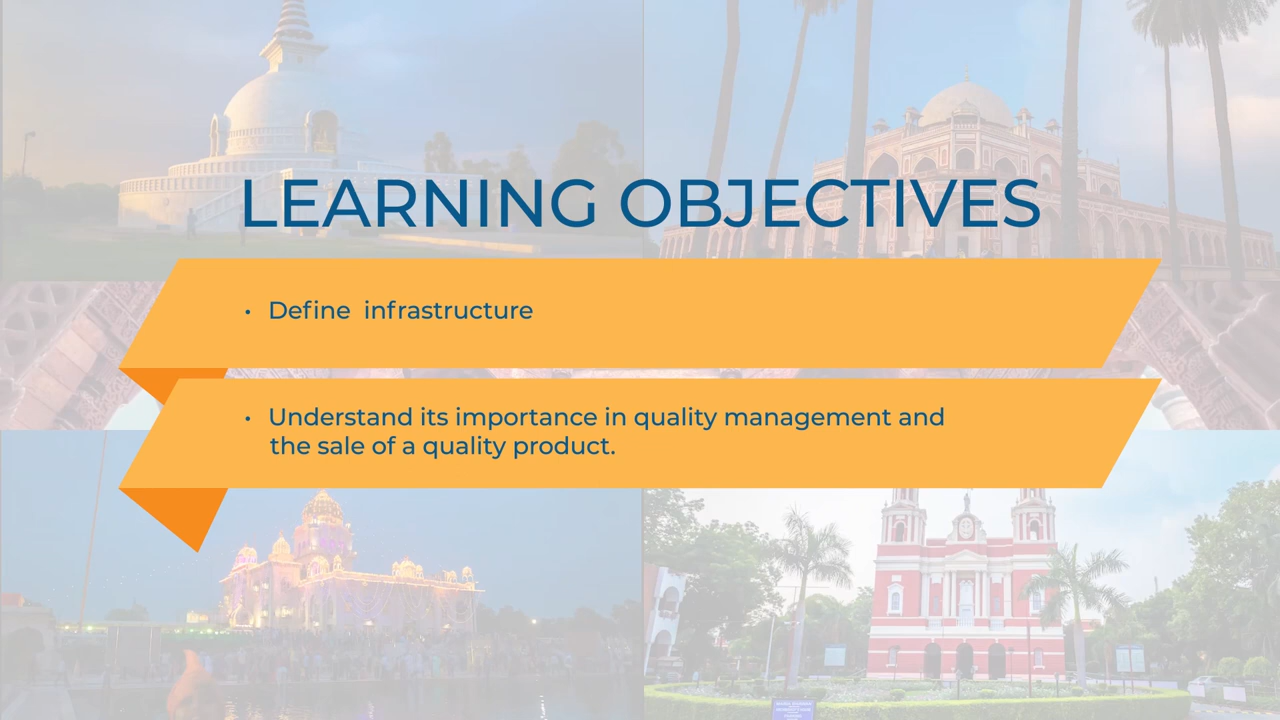 LEARNING OBJECTIVES
• Define infrastructure
• Understand its importance in quality management and
the sale of a quality product.